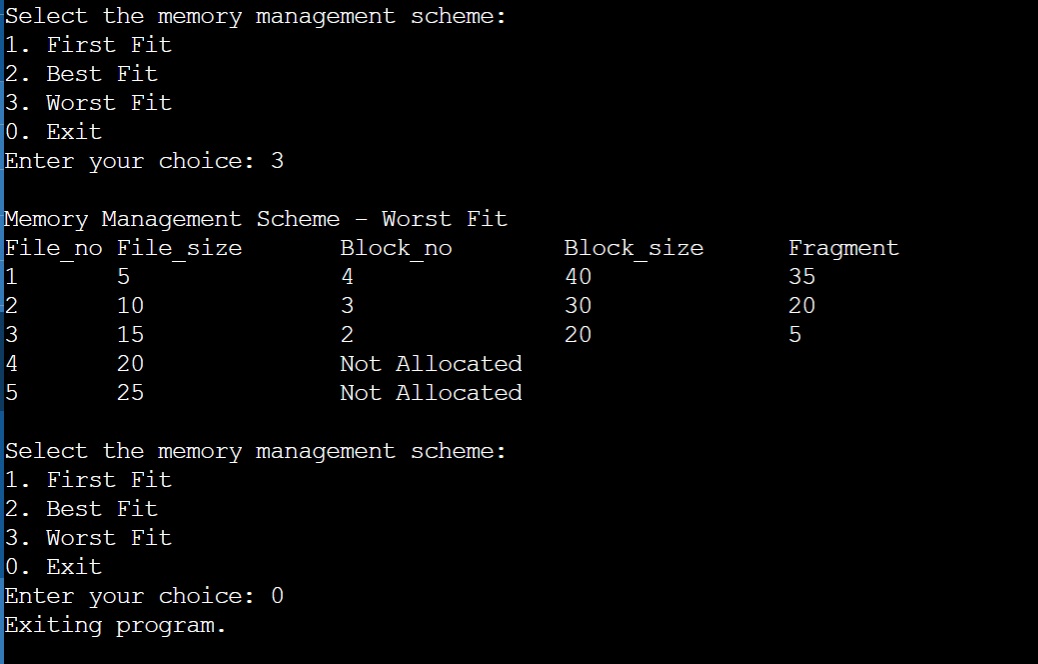 Select the memory management scheme:
1. First Fit
2. Best Fit
3. Worst Fit
0. Exit
Enter your choice: 3
Memory Management Scheme - Worst Fit
File_no File_size Block_no Block_size Fragment
1 5 4 40 35
2 10 3 30 20
3 15 2 20 5
4 20 Not Allocated
5 25 Not Allocated
Select the memory management scheme:
1. First Fit
2. Best Fit
3. Worst Fit
0. Exit
Enter your choice: 0
Exiting program.